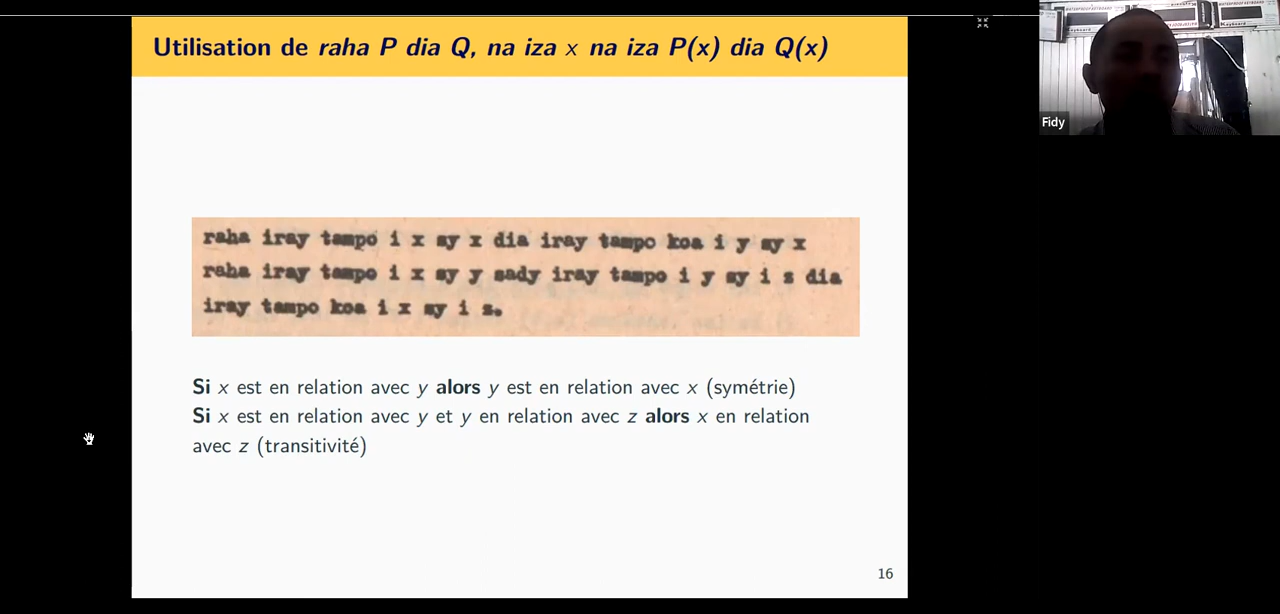 Utilisation de raha P dia Q, na iza x na iza P(x) dia Q(x)
raha iray tampo i x sy x dia iray tampo koa i y sy x
raha iray tampo i x sy y sady iray tampo i y sy i s dia
iray tampo koa i x sy i s.
Si x est en relation avec y alors y est en relation avec x (symétrie)
Si x est en relation avec y et y en relation avec z alors x en relation
avec z (transitivité)
16
Fidy